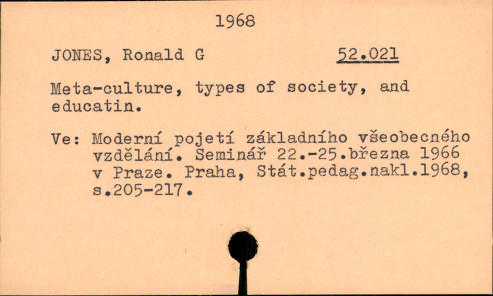 1968
JONES, Ronald G 52.021
Meta-culture, types of society, and
educatin.
Ve: Moderní pojetí základního všeobecného
vzdělání. Seminář 22.-25.března 1966
v Praze. Praha, Stát.pedag.nakl.1968,
s.205-217.